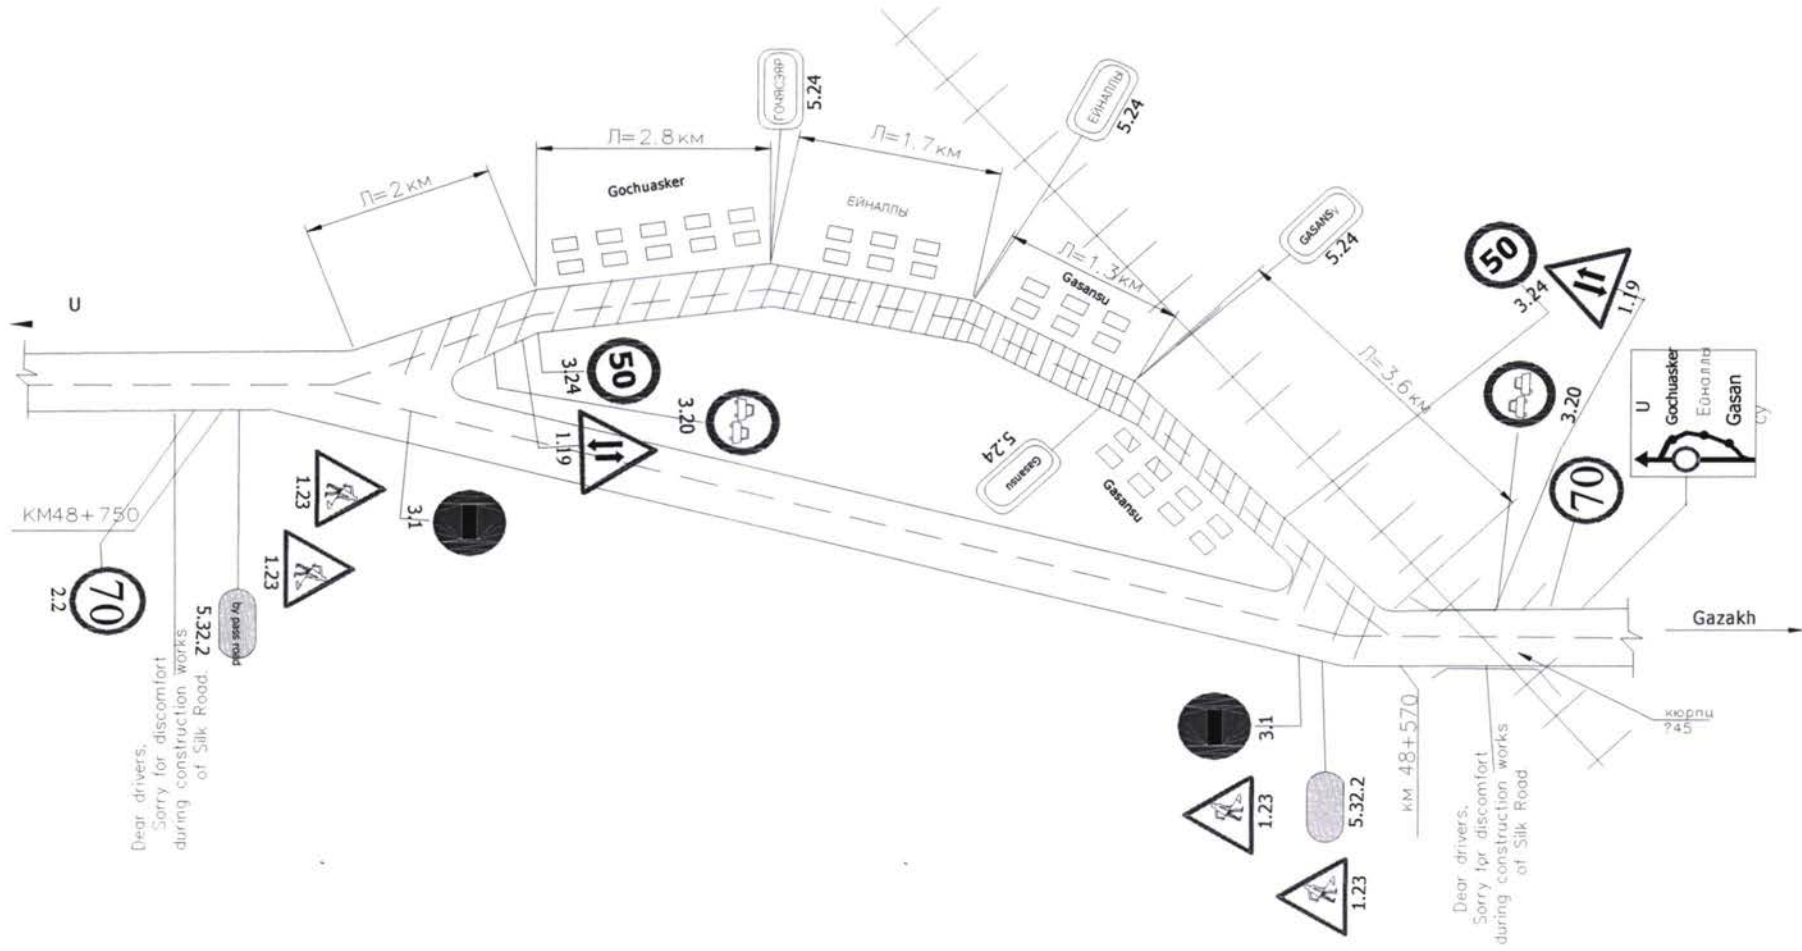 U
Л=2 км
Л=2.8 км
Gochuasker
ГОЧЯСЭЯР
5.24
Л=1.7 км
ЕЙНАЛЛЫ
ЕЙНАЛЛЫ
5.24
Л=1.3 км
Gasansu
GASANSy
5.24
Л=3.6 км
50
3.24
1.19
3.20
70
U
Gochuasker
Ейналлы
Gasan
су
Gazakh
50
3.24
3.20
1.19
5.24
Gasansu
Gasansu
KM48+750
70
2.2
1.23
1.23
3.1
by pass road
5.32.2
Dear drivers.
Sorry for discomfort
during construction works
of Silk Road.
3.1
1.23
5.32.2
1.23
км 48+570
Dear drivers.
Sorry for discomfort
during construction works
of Silk Road
кюрпц
?45